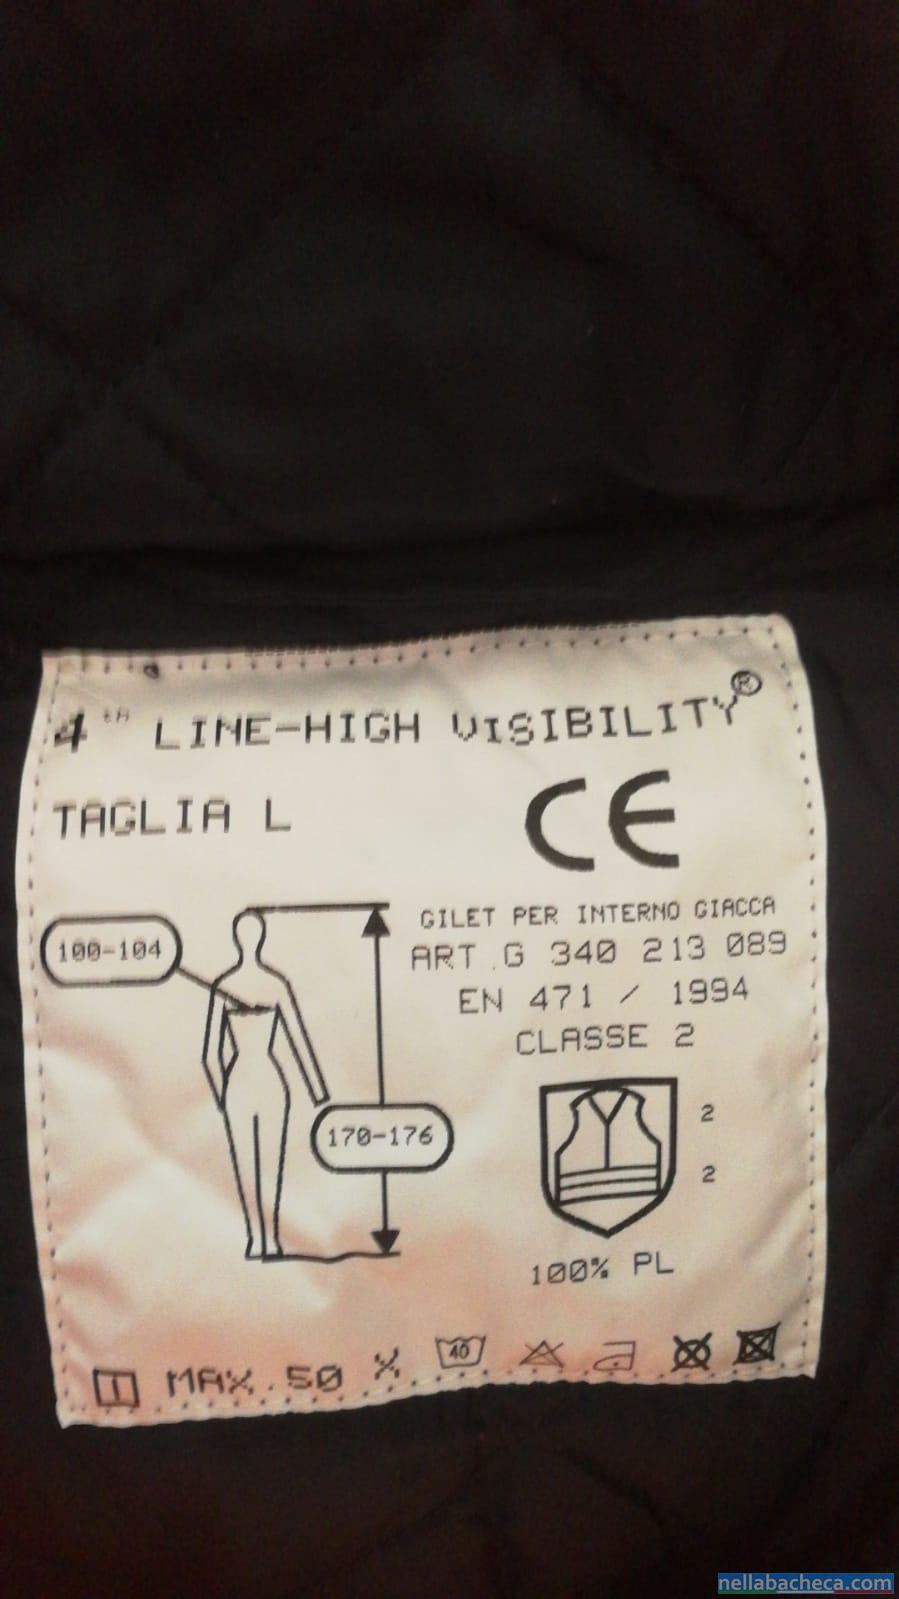 4th LINE-HIGH VISIBILITY®
TAGLIA L
CE
100-104
GILET PER INTERNO GIACCA
ART.G 340 213 089
EN 471 / 1994
CLASSE 2
170-176
2
2
100% PL
MAX.50 X
40
nellabacheca.com